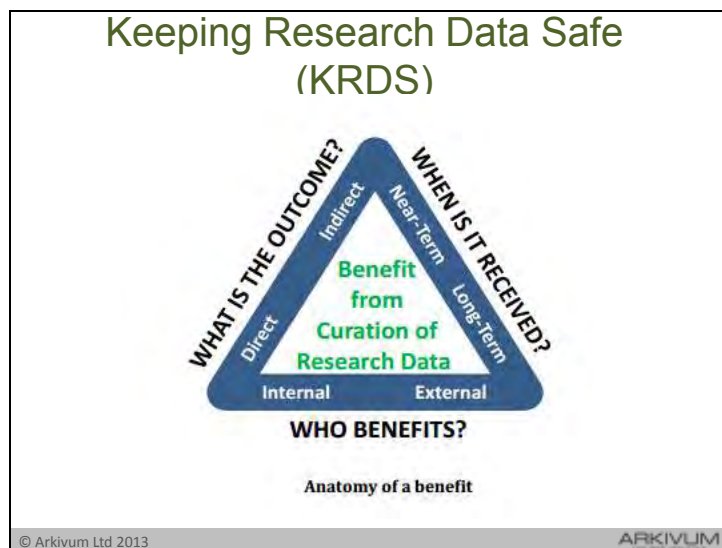 Keeping Research Data Safe
(KRDS)
WHAT IS THE OUTCOME?
WHEN IS IT RECEIVED?
Indirect
Near-Term
Benefit
from
Curation of
Research Data
Direct
Long-Term
Internal
External
WHO BENEFITS?
Anatomy of a benefit
© Arkivum Ltd 2013
ARKIVUM